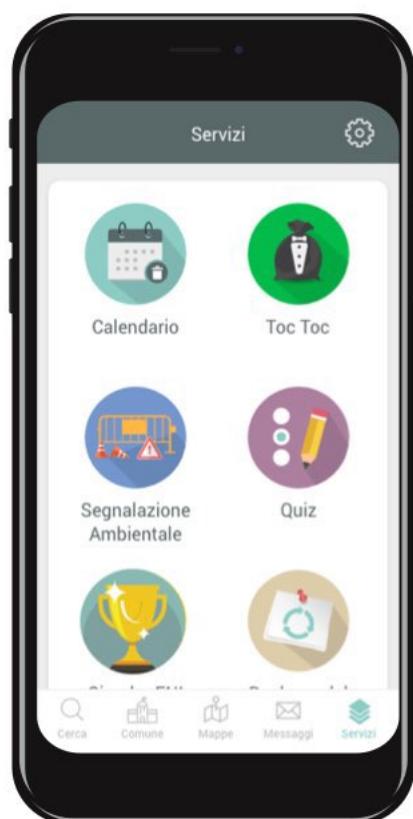 Servizi
Calendario
Toc Toc
Segnalazione
Ambientale
Quiz
Cerca
Comune
Mappe
Messaggi
Servizi